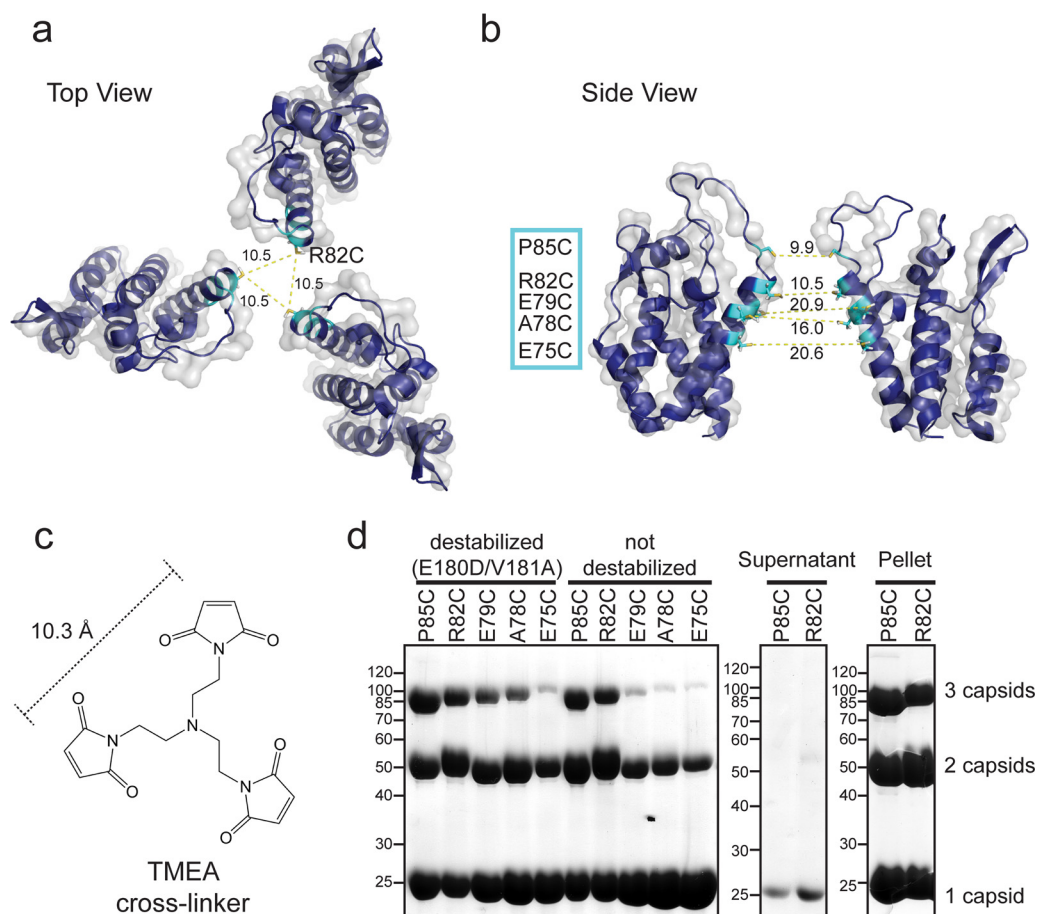 a
Top View
R82C
10.5
10.5
10.5
b
Side View
P85C
R82C
E79C
A78C
E75C
9.9
10.5
20.9
16.0
20.6
c
10.3 Å
O
O
N
O
N
O
N
O
N
O
TMEA
cross-linker
d
destabilized
(E180D/V181A)
not
destabilized
Supernatant
Pellet
P85C R82C E79C A78C E75C P85C R82C E79C A78C E75C
P85C R82C
P85C R82C
120
100
85
70
60
50
40
30
25
120
100
85
70
60
50
40
30
25
120
100
85
70
60
50
40
30
25
3 capsids
2 capsids
1 capsid